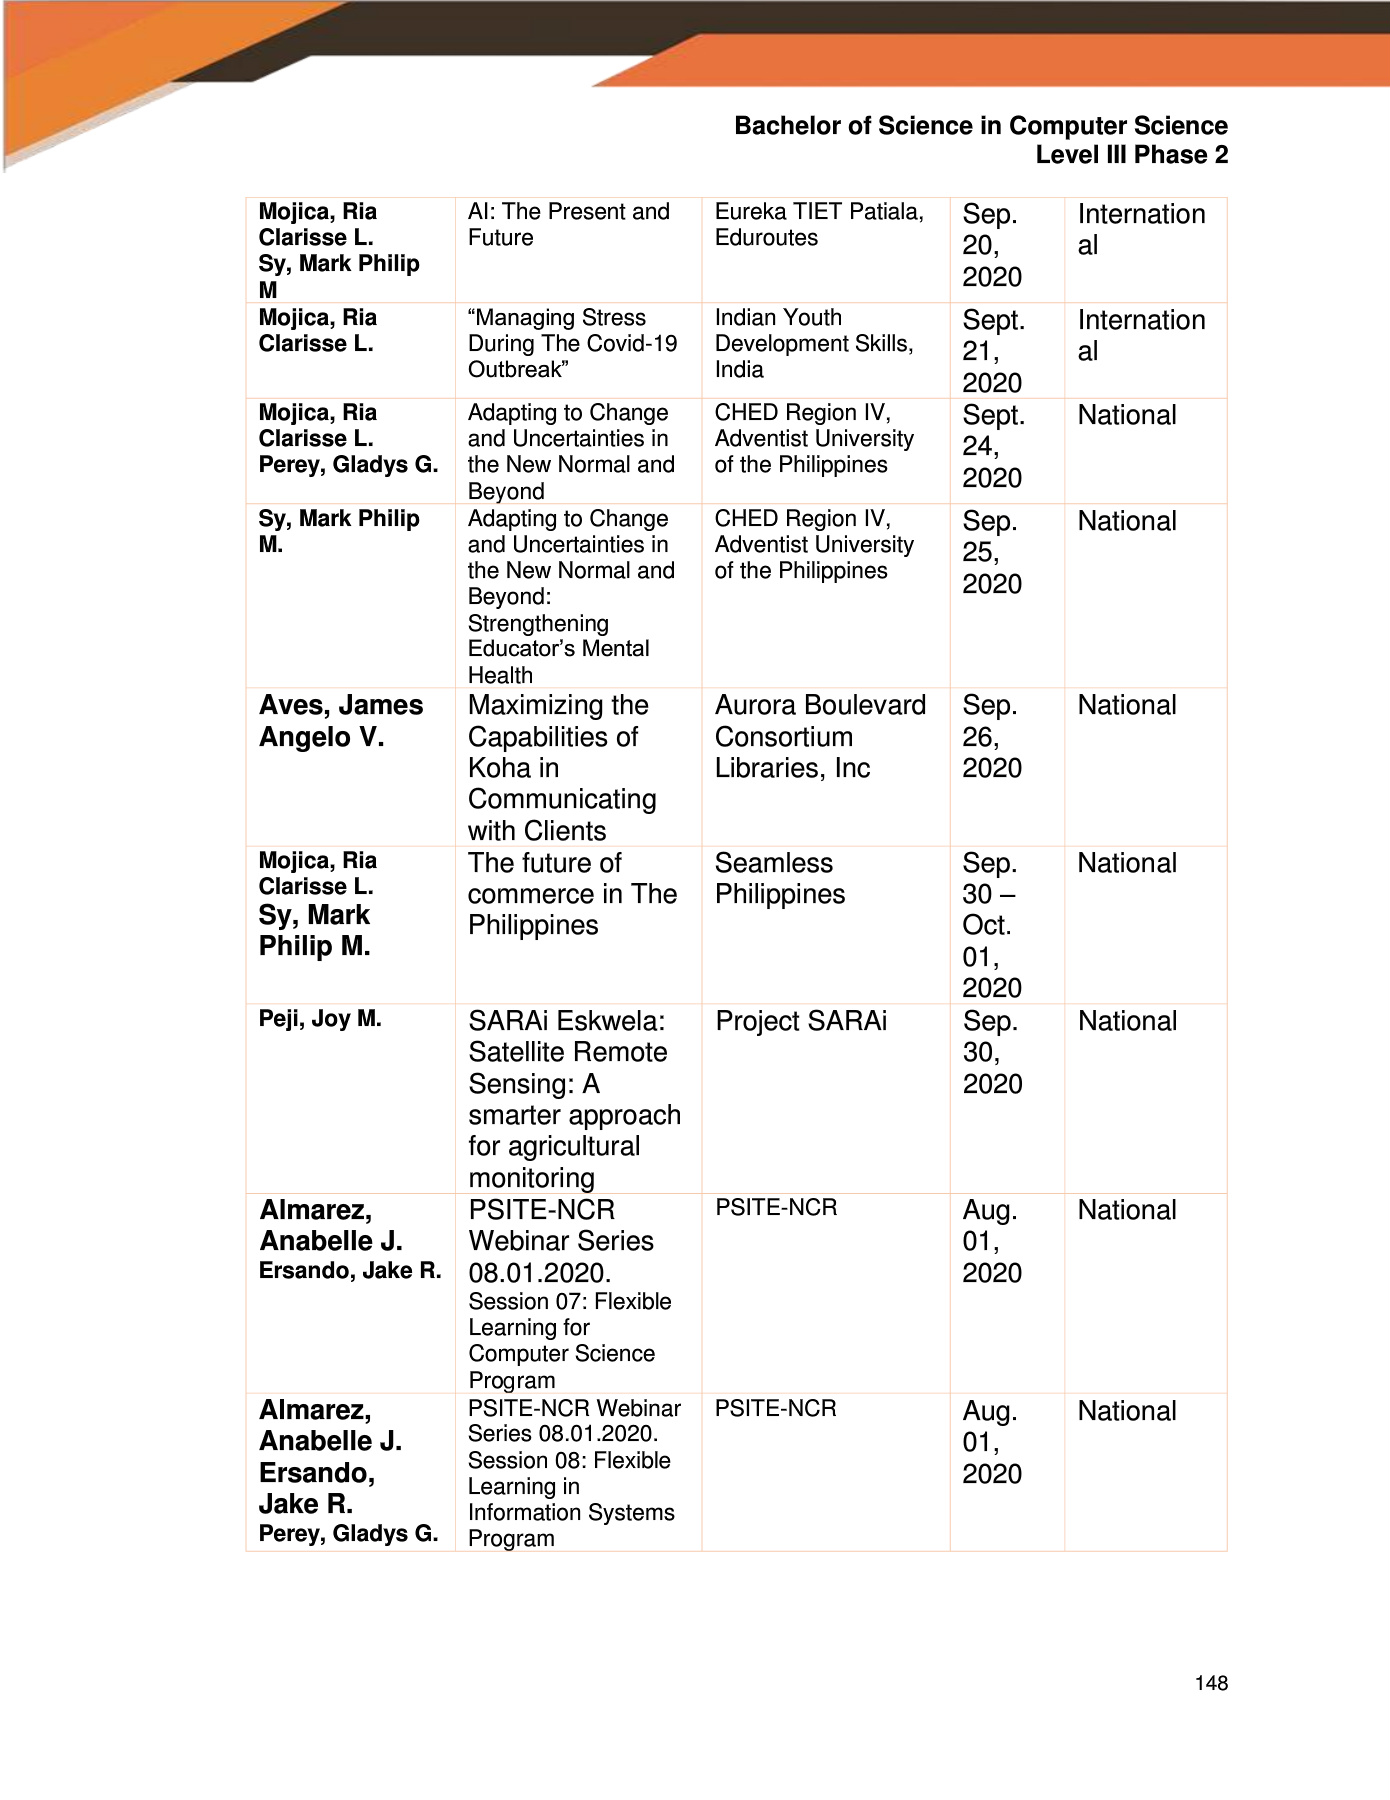 Bachelor of Science in Computer Science
Level III Phase 2
Mojica, Ria
Clarisse L.
Sy, Mark Philip
M
AI: The Present and
Future
Eureka TIET Patiala,
Eduroutes
Sep.
20,
2020
Internation
al
Mojica, Ria
Clarisse L.
“Managing Stress
During The Covid-19
Outbreak”
Indian Youth
Development Skills,
India
Sept.
21,
2020
Internation
al
Mojica, Ria
Clarisse L.
Perey, Gladys G.
Adapting to Change
and Uncertainties in
the New Normal and
Beyond
CHED Region IV,
Adventist University
of the Philippines
Sept.
24,
2020
National
Sy, Mark Philip
M.
Adapting to Change
and Uncertainties in
the New Normal and
Beyond:
Strengthening
Educator’s Mental
Health
CHED Region IV,
Adventist University
of the Philippines
Sep.
25,
2020
National
Aves, James
Angelo V.
Maximizing the
Capabilities of
Koha in
Communicating
with Clients
Aurora Boulevard
Consortium
Libraries, Inc
Sep.
26,
2020
National
Mojica, Ria
Clarisse L.
Sy, Mark
Philip M.
The future of
commerce in The
Philippines
Seamless
Philippines
Sep.
30 –
Oct.
01,
2020
National
Peji, Joy M.
SARAi Eskwela:
Satellite Remote
Sensing: A
smarter approach
for agricultural
monitoring
Project SARAi
Sep.
30,
2020
National
Almarez,
Anabelle J.
Ersando, Jake R.
PSITE-NCR
Webinar Series
08.01.2020.
Session 07: Flexible
Learning for
Computer Science
Program
PSITE-NCR
Aug.
01,
2020
National
Almarez,
Anabelle J.
Ersando,
Jake R.
Perey, Gladys G.
PSITE-NCR Webinar
Series 08.01.2020.
Session 08: Flexible
Learning in
Information Systems
Program
PSITE-NCR
Aug.
01,
2020
National
148